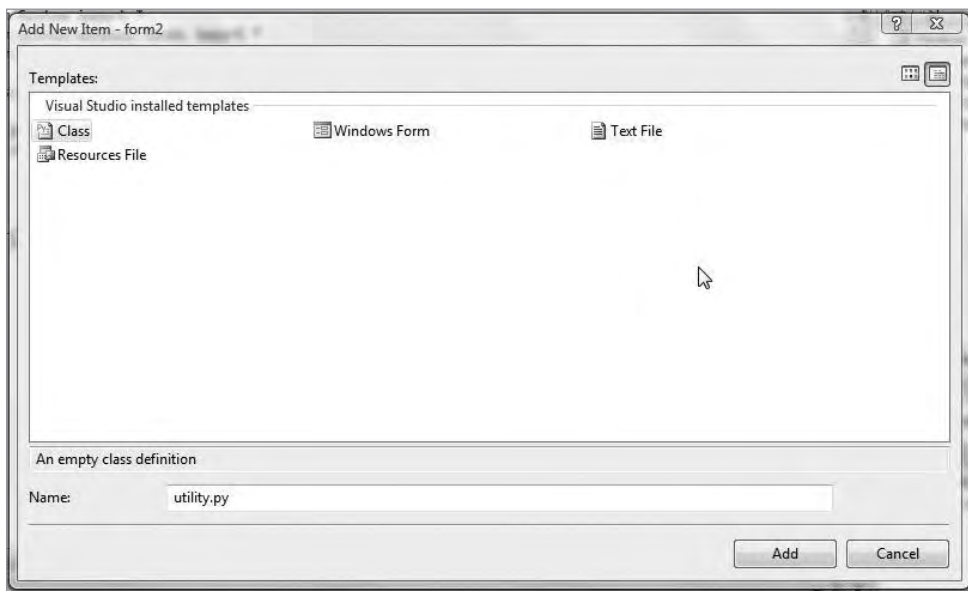 Add New Item - form2
Templates:
Visual Studio installed templates
Class
Windows Form
Text File
Resources File
An empty class definition
Name:
utility.py
Add
Cancel